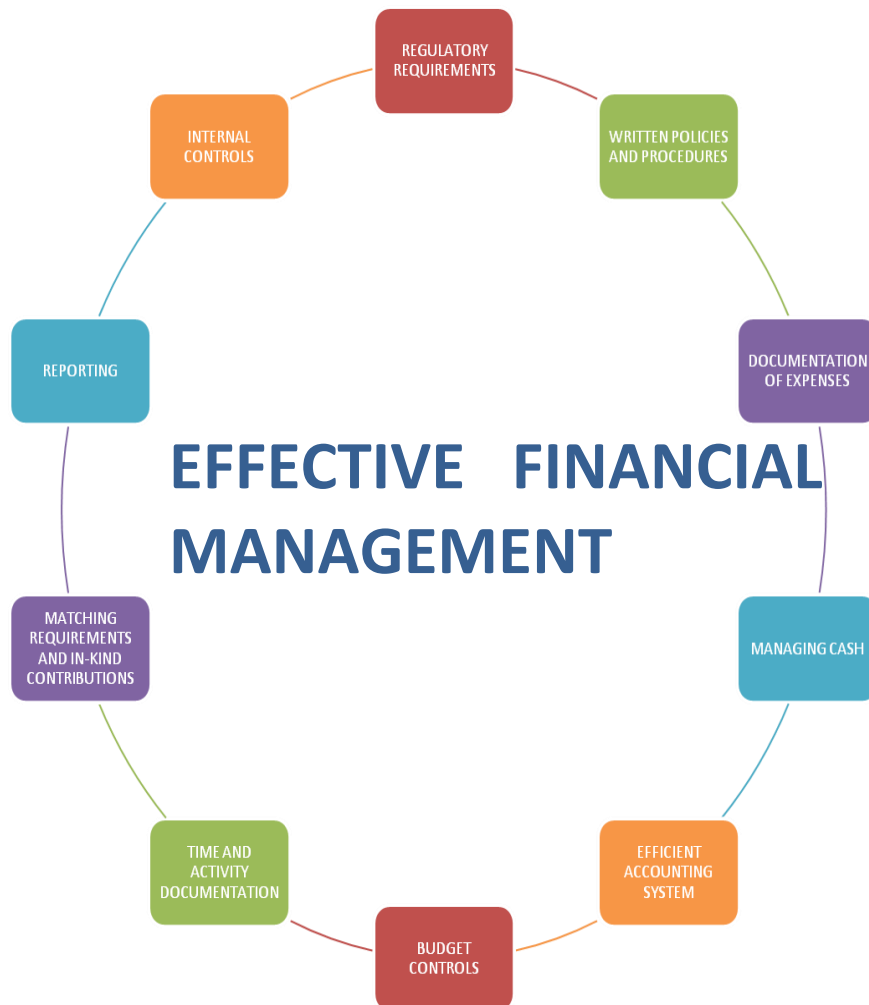 REGULATORY
REQUIREMENTS
WRITTEN POLICIES
AND PROCEDURES
DOCUMENTATION
OF EXPENSES
MANAGING CASH
EFFICIENT
ACCOUNTING
SYSTEM
BUDGET
CONTROLS
TIME AND
ACTIVITY
DOCUMENTATION
MATCHING
REQUIREMENTS
AND IN-KIND
CONTRIBUTIONS
REPORTING
INTERNAL
CONTROLS
EFFECTIVE FINANCIAL
MANAGEMENT